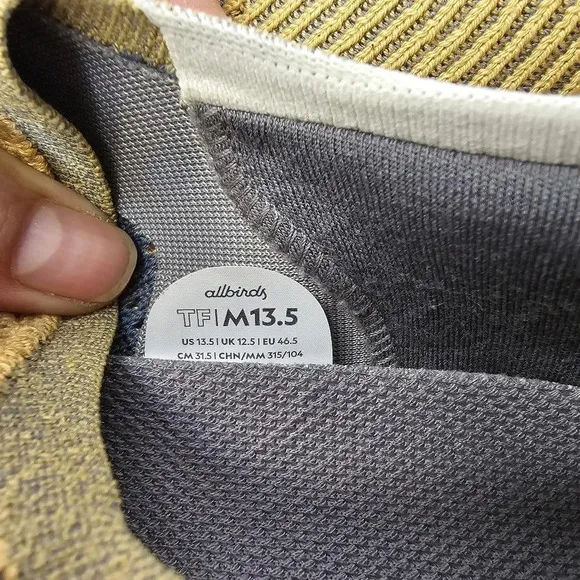 allbirds
TF|M13.5
US 13.5 | UK 12.5 | EU 46.5
CM 31.5 | CHN/MM 315/104